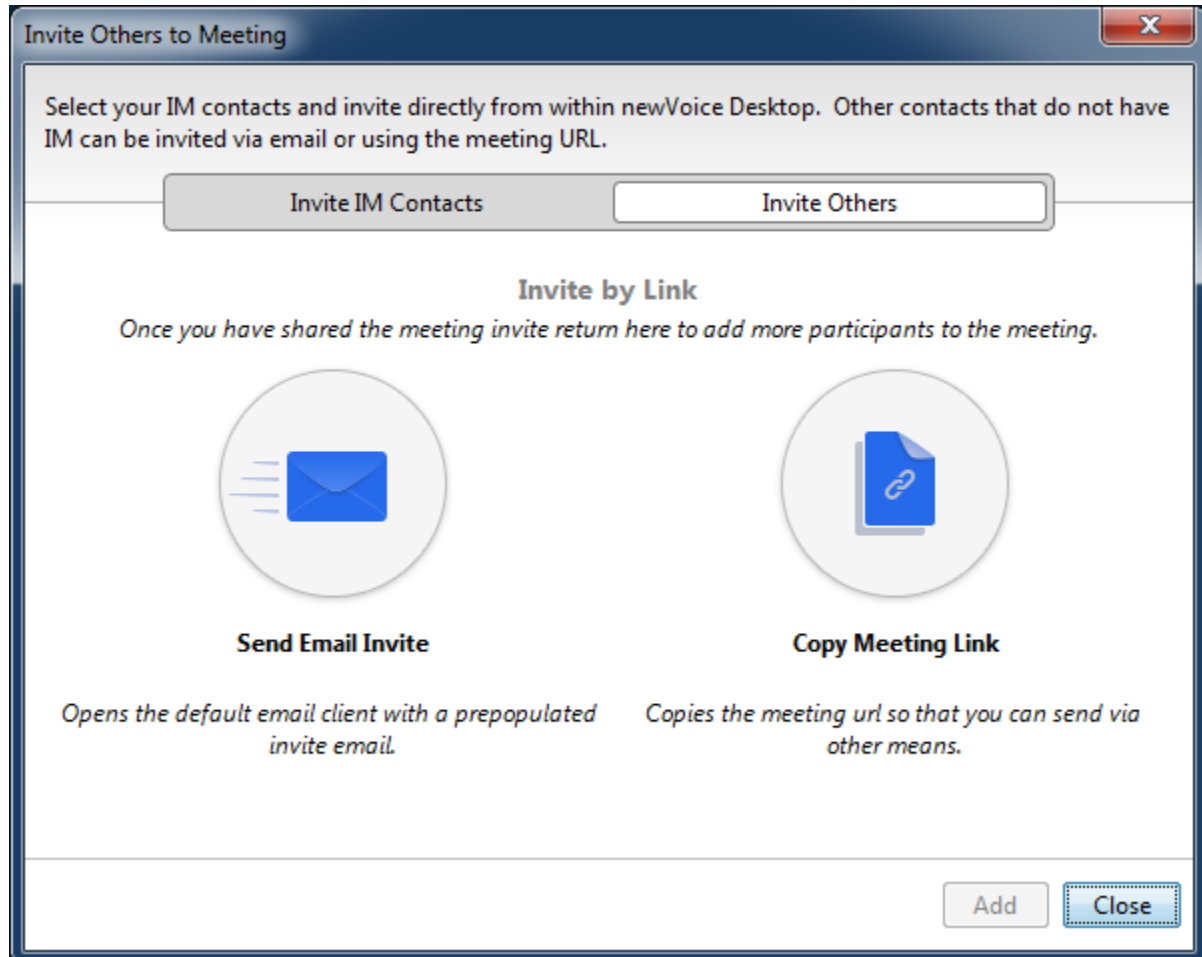 Invite Others to Meeting
Select your IM contacts and invite directly from within newVoice Desktop.  Other contacts that do not have
IM can be invited via email or using the meeting URL.
Invite IM Contacts
Invite Others
Invite by Link
Once you have shared the meeting invite return here to add more participants to the meeting.
Send Email Invite
Opens the default email client with a prepopulated
invite email.
Copy Meeting Link
Copies the meeting url so that you can send via
other means.
Add
Close